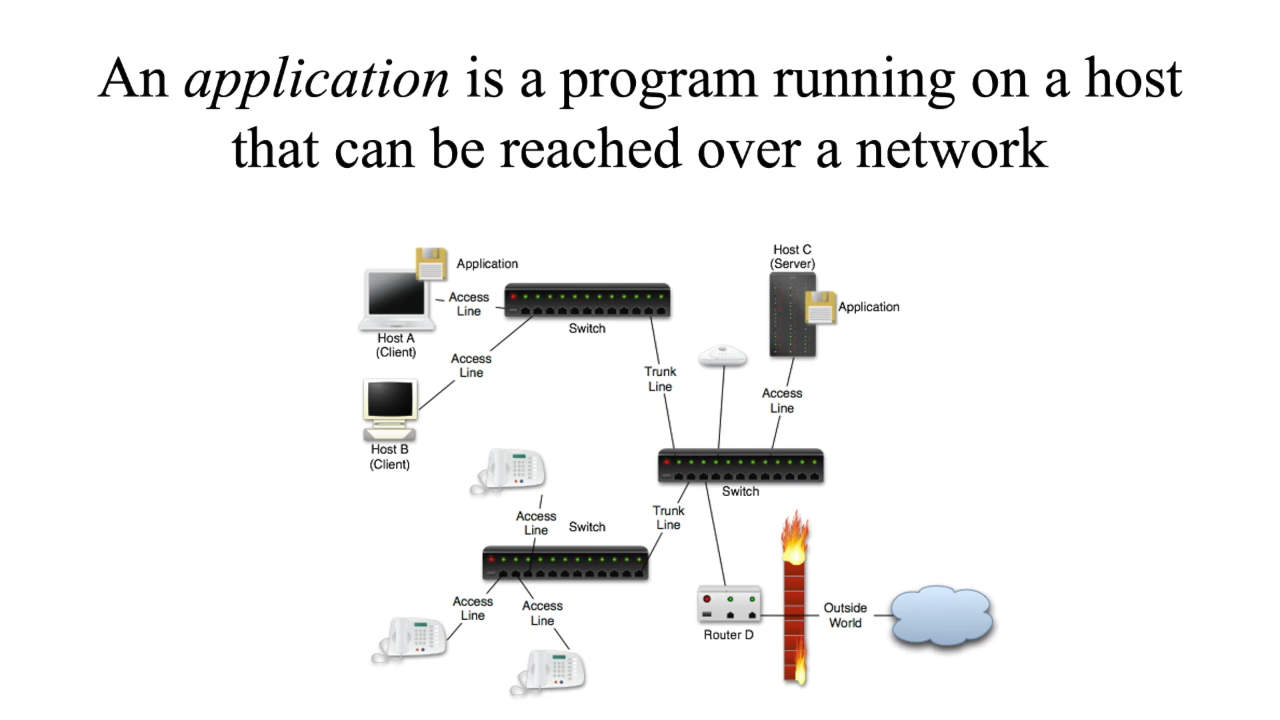 An application is a program running on a host
that can be reached over a network
Host C
(Server)
Application
Access
Line
Switch
Application
Host A
(Client)
Access
Line
Trunk
Line
Access
Line
Host B
(Client)
Switch
Access
Line
Switch
Trunk
Line
Access
Line
Access
Line
Router D
Outside
World